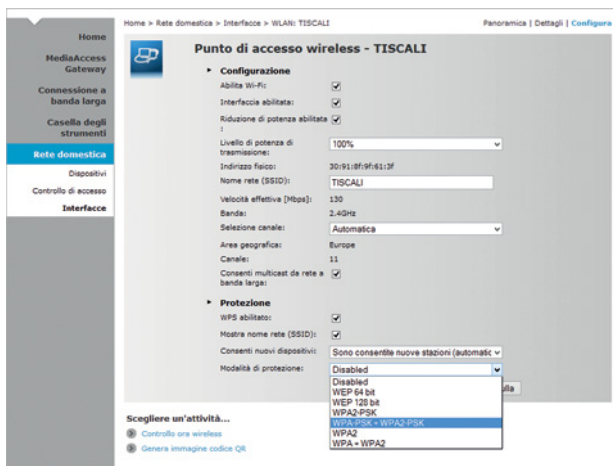 Home > Rete domestica > Interfacce > WLAN: TISCALI
Panoramica | Dettagli | Configura
Home
MediaAccess
Gateway
Connessione a
banda larga
Casella degli
strumenti
Rete domestica
Dispositivi
Controllo di accesso
Interfacce
Punto di accesso wireless - TISCALI
Configurazione
Abilita Wi-Fi:
Interfaccia abilitata:
Riduzione di potenza abilitata
:
Livello di potenza di
trasmissione: 100%
Indirizzo fisico: 30:91:8f:9f:61:3f
Nome rete (SSID): TISCALI
Velocità effettiva [Mbps]: 130
Banda: 2.4GHz
Selezione canale: Automatica
Area geografica: Europe
Canale: 11
Consenti multicast da rete a
banda larga:
Protezione
WPS abilitato:
Mostra nome rete (SSID):
Consenti nuovi dispositivi: Sono consentite nuove stazioni (automatic
Modalità di protezione: Disabled
Disabled
WEP 64 bit
WEP 128 bit
WPA2-PSK
WPA-PSK + WPA2-PSK
WPA2
WPA + WPA2
ulla
Scegliere un'attività...
Controllo ora wireless
Genera immagine codice QR